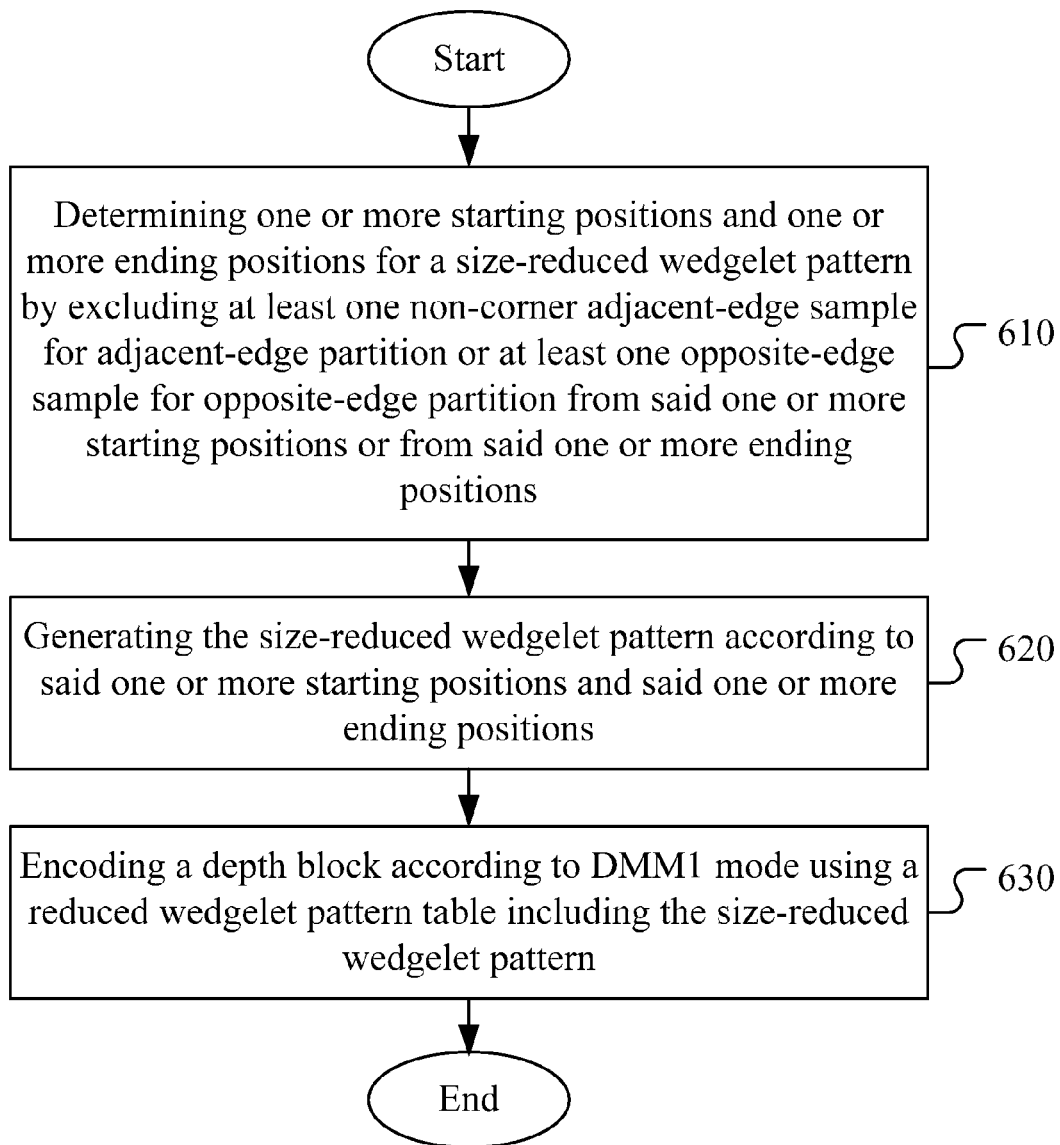 Start
Determining one or more starting positions and one or
more ending positions for a size-reduced wedgelet pattern
by excluding at least one non-corner adjacent-edge sample
for adjacent-edge partition or at least one opposite-edge
sample for opposite-edge partition from said one or more
starting positions or from said one or more ending
positions
610
Generating the size-reduced wedgelet pattern according to
said one or more starting positions and said one or more
ending positions
620
Encoding a depth block according to DMM1 mode using a
reduced wedgelet pattern table including the size-reduced
wedgelet pattern
630
End